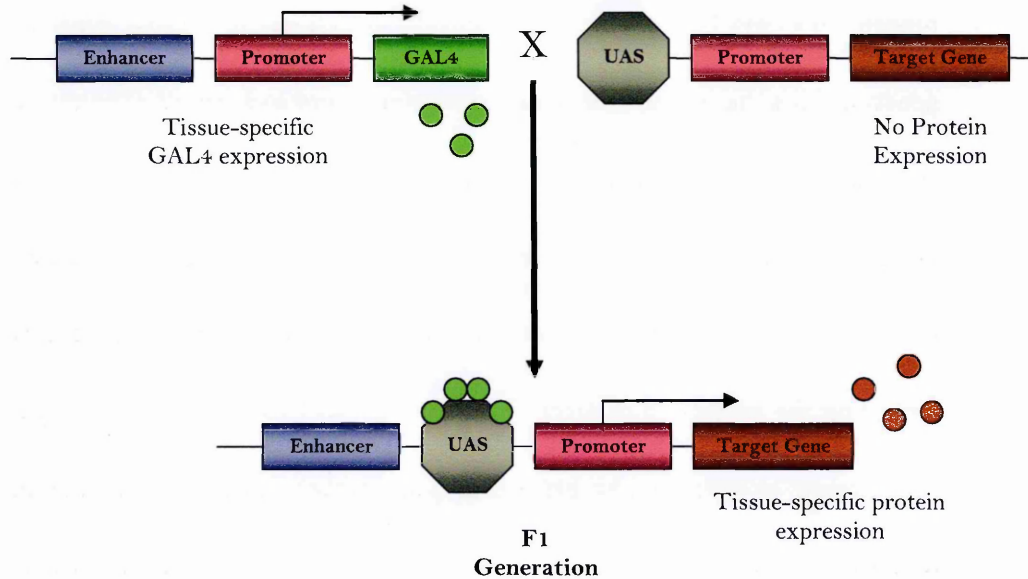 Enhancer
Promoter
GAL4
X
UAS
Promoter
Target Gene
Tissue-specific
GAL4 expression
No Protein
Expression
Enhancer
UAS
Promoter
Target Gene
Tissue-specific protein
expression
F1
Generation